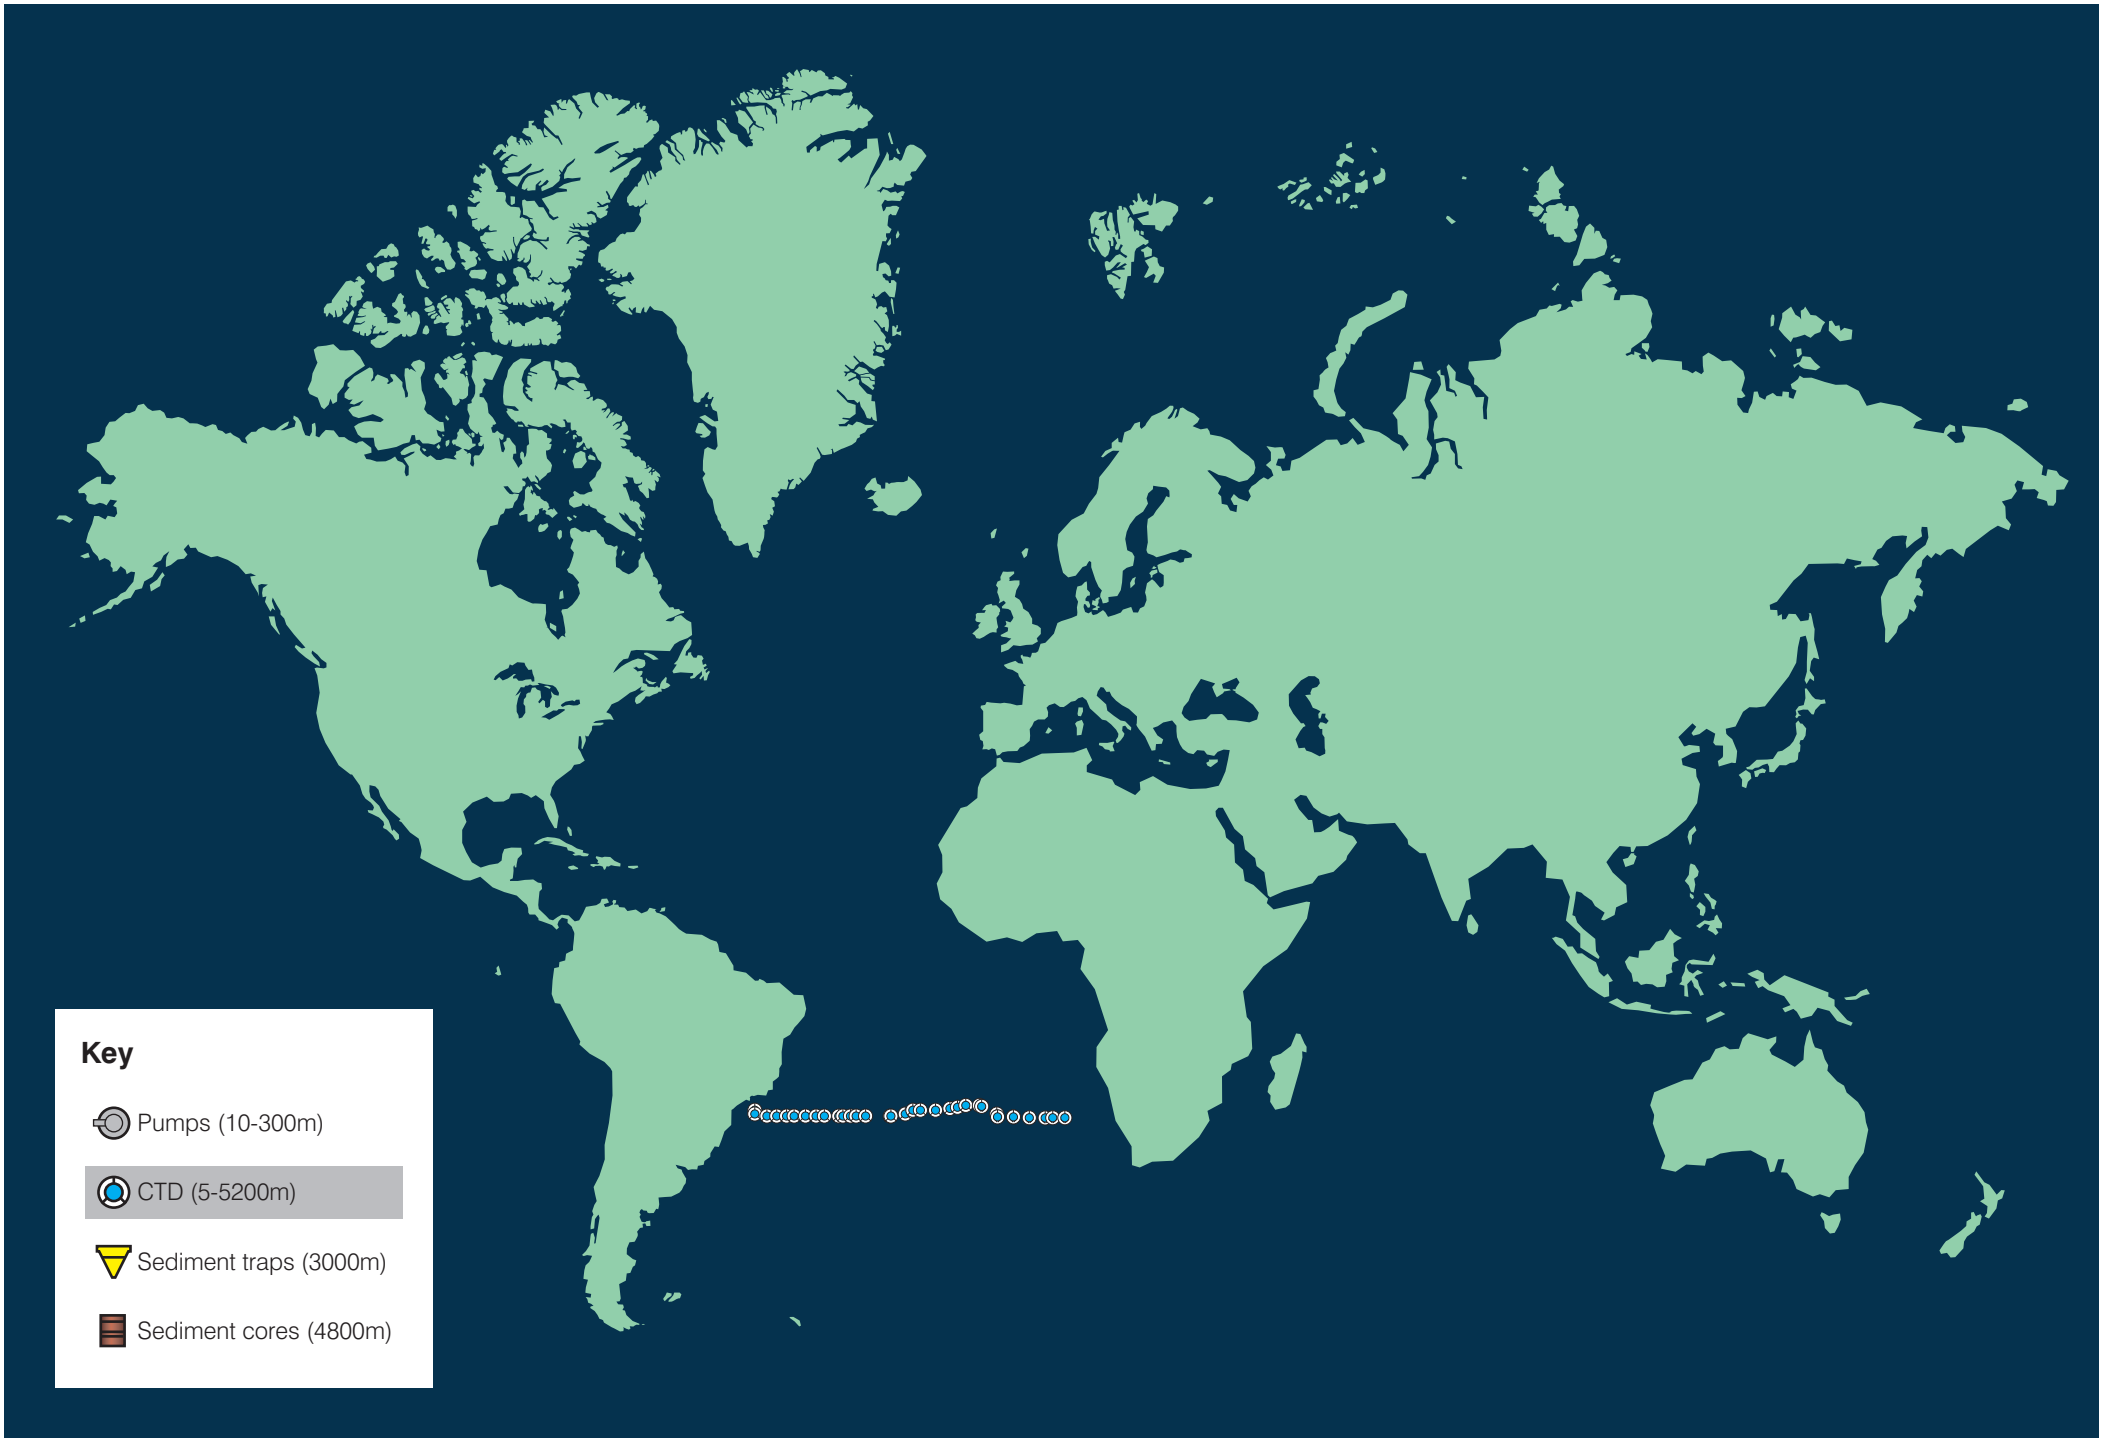 Key
Pumps (10-300m)
CTD (5-5200m)
Sediment traps (3000m)
Sediment cores (4800m)